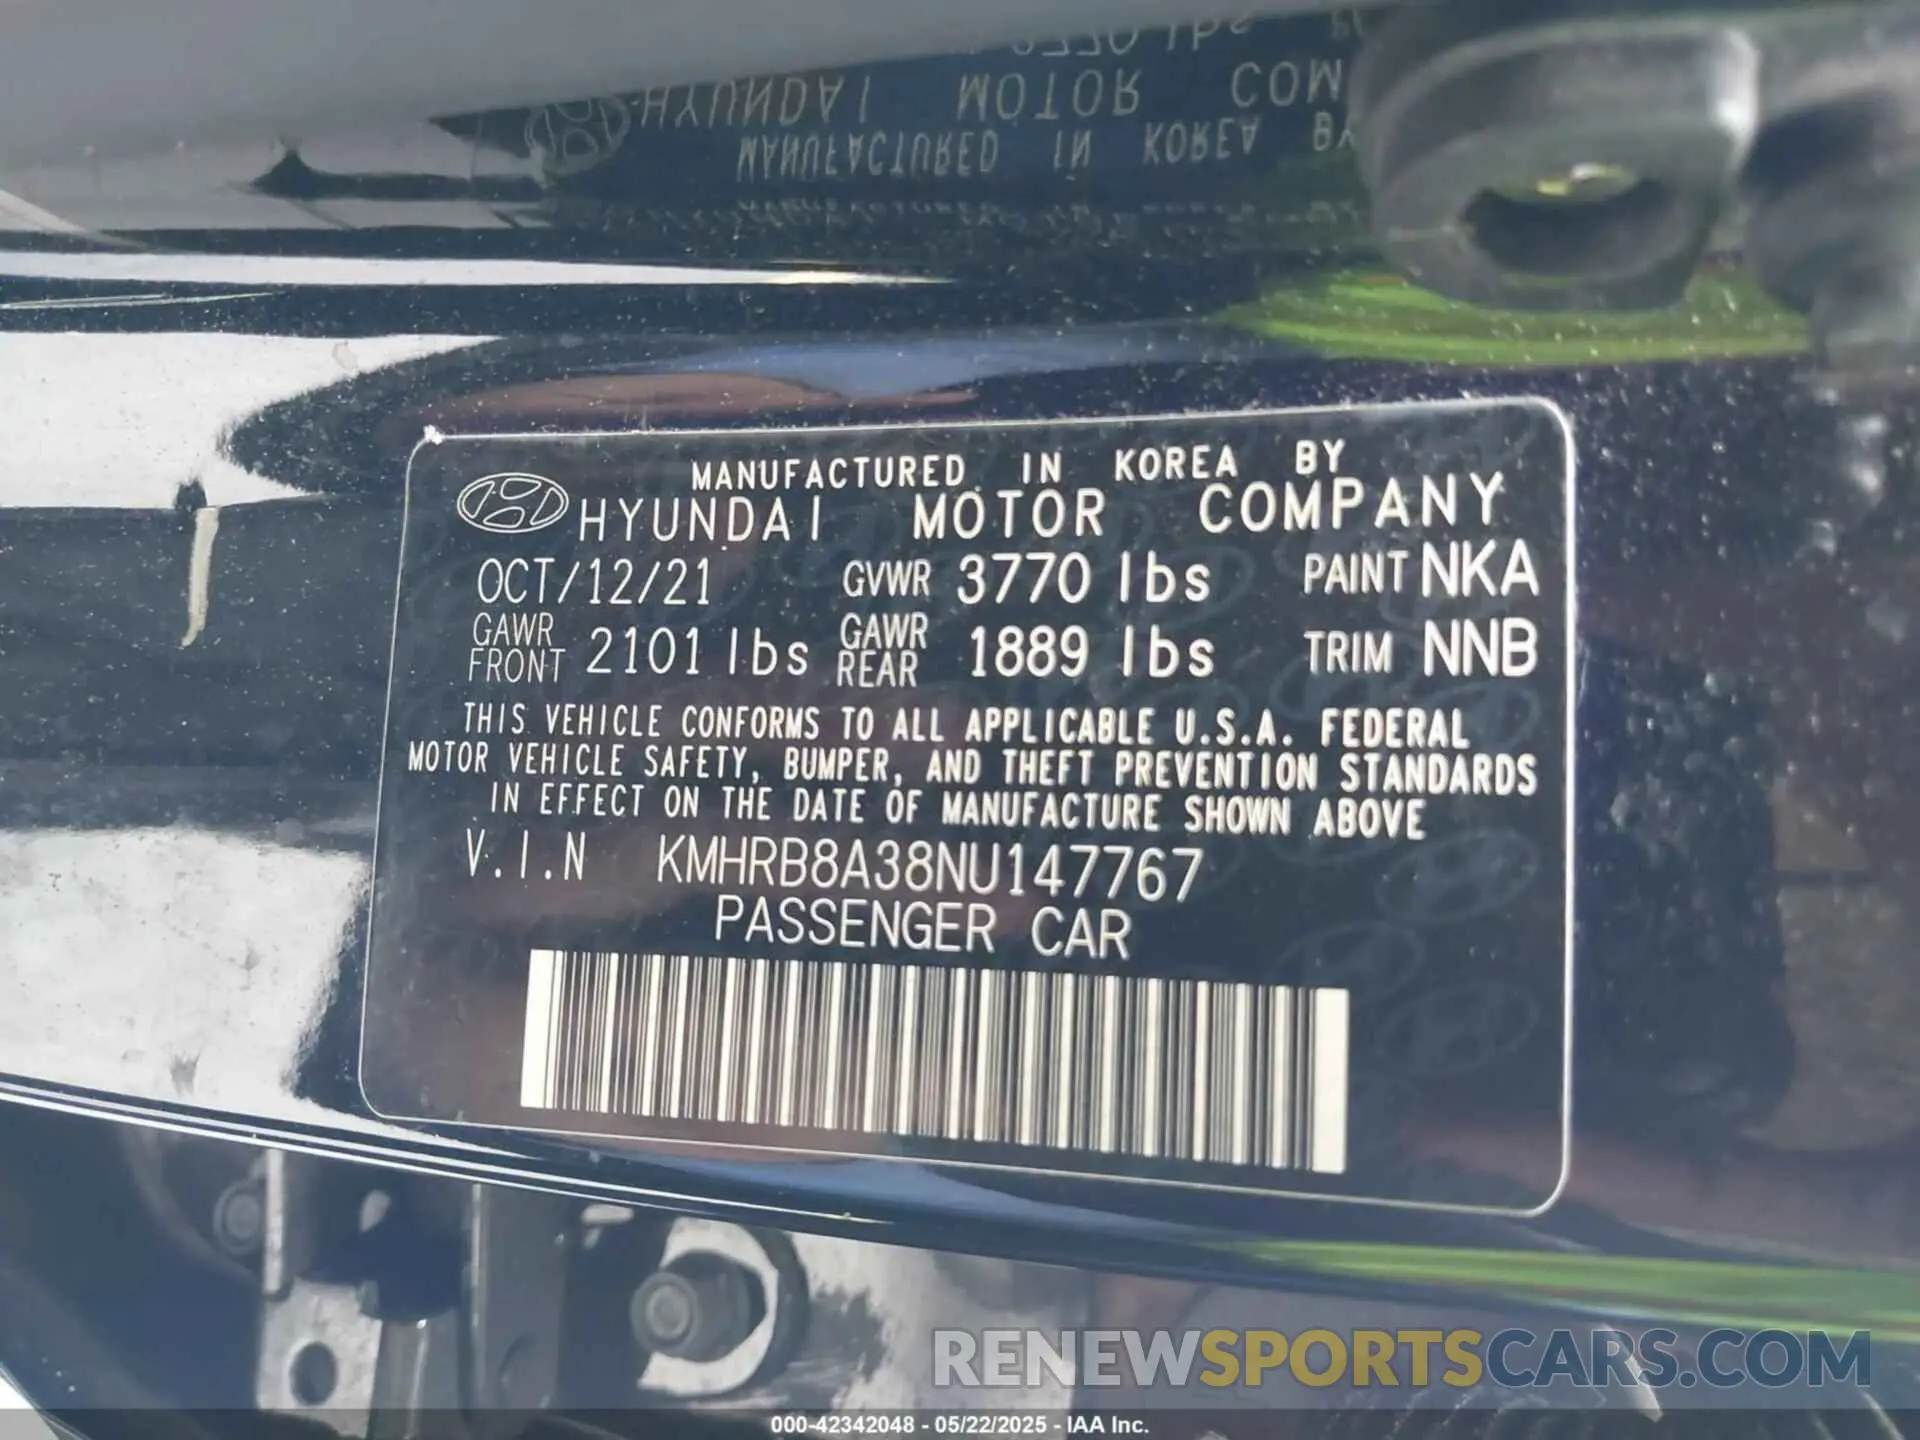 MANUFACTURED IN KOREA BY
HYUNDAI MOTOR COMPANY
OCT/12/21 GVWR 3770 lbs PAINT NKA
GAWR FRONT 2101 lbs GAWR REAR 1889 lbs TRIM NNB
THIS VEHICLE CONFORMS TO ALL APPLICABLE U.S.A. FEDERAL
MOTOR VEHICLE SAFETY, BUMPER, AND THEFT PREVENTION STANDARDS
IN EFFECT ON THE DATE OF MANUFACTURE SHOWN ABOVE
V.I.N KMHRB8A38NU147767
PASSENGER CAR
RENEWSPORTSCARS.COM
000-42342048 - 05/22/2025 - IAA Inc.